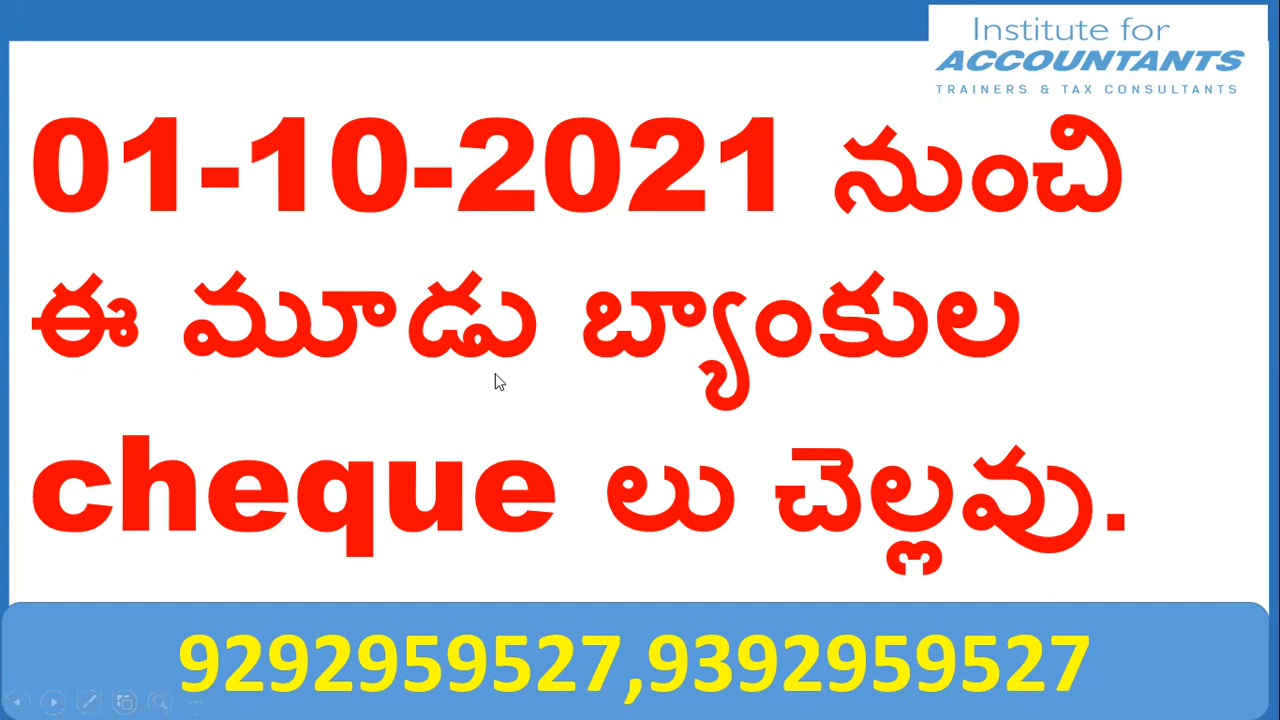 Institute for
ACCOUNTANTS
TRAINERS & TAX CONSULTANTS
01-10-2021 నుంచి
ఈ మూడు బ్యాంకుల
cheque లు చెల్లవు.
9292959527,9392959527